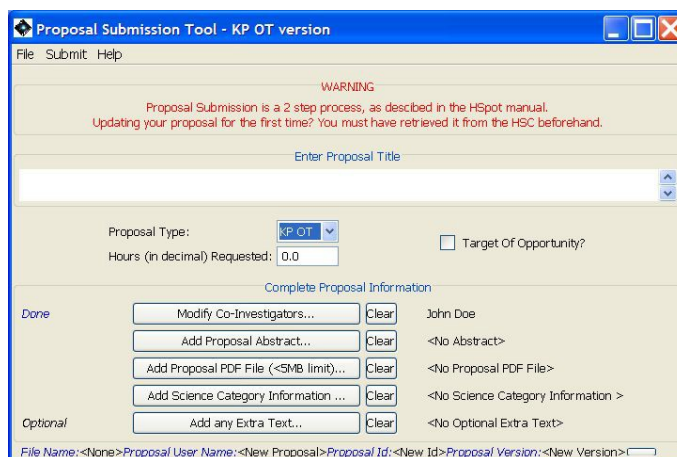 Proposal Submission Tool - KP OT version
File Submit Help
WARNING
Proposal Submission is a 2 step process, as descibed in the HSpot manual.
Updating your proposal for the first time? You must have retrieved it from the HSC beforehand.
Enter Proposal Title
Proposal Type: KP OT
Target Of Opportunity?
Hours (in decimal) Requested: 0.0
Complete Proposal Information
Done Modify Co-Investigators... Clear John Doe
Add Proposal Abstract... Clear <No Abstract>
Add Proposal PDF File (<5MB limit)... Clear <No Proposal PDF File>
Add Science Category Information ... Clear <No Science Category Information >
Optional Add any Extra Text... Clear <No Optional Extra Text>
File Name:<None>Proposal User Name:<New Proposal>Proposal Id:<New Id>Proposal Version:<New Version>